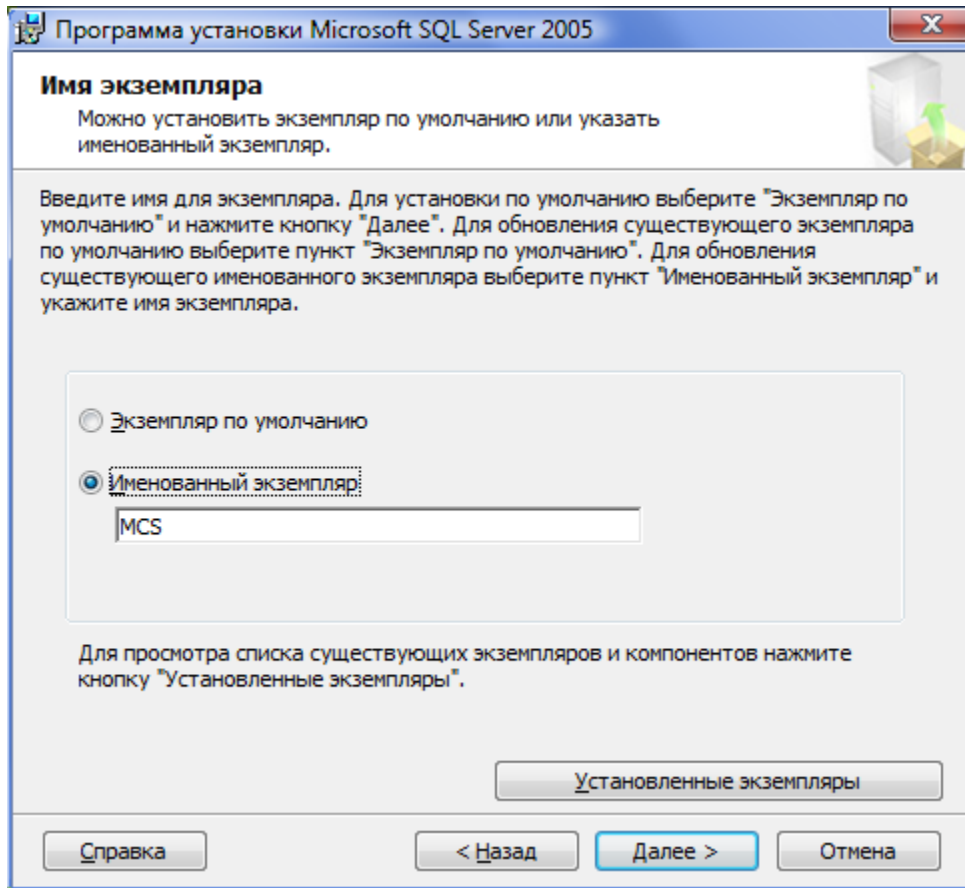 Программа установки Microsoft SQL Server 2005
Имя экземпляра
Можно установить экземпляр по умолчанию или указать
именованный экземпляр.
Введите имя для экземпляра. Для установки по умолчанию выберите "Экземпляр по
умолчанию" и нажмите кнопку "Далее". Для обновления существующего экземпляра
по умолчанию выберите пункт "Экземпляр по умолчанию". Для обновления
существующего именованного экземпляра выберите пункт "Именованный экземпляр" и
укажите имя экземпляра.
Экземпляр по умолчанию
Именованный экземпляр
MCS
Для просмотра списка существующих экземпляров и компонентов нажмите
кнопку "Установленные экземпляры".
Установленные экземпляры
Справка
< Назад
Далее >
Отмена